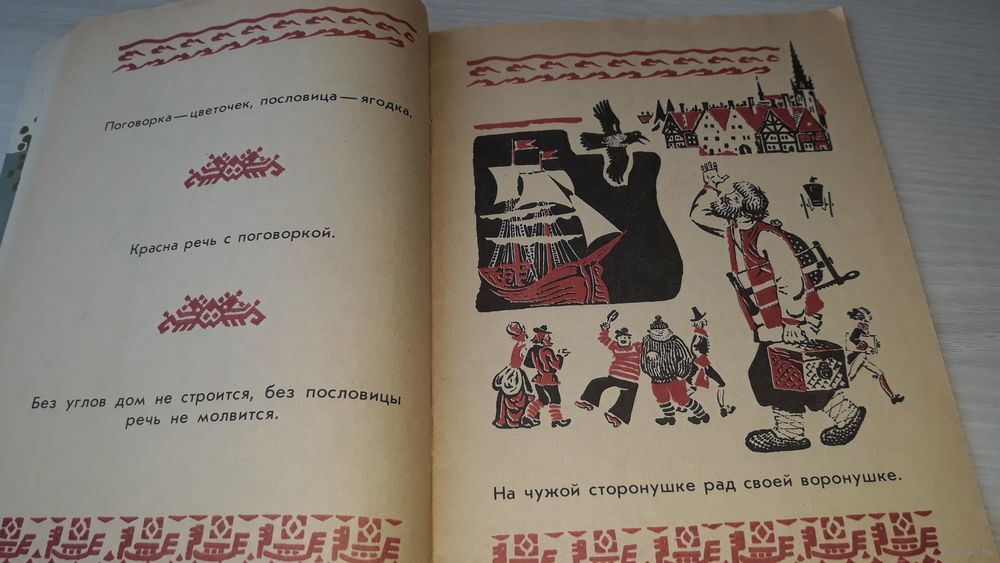 Поговорка — цветочек, пословица — ягодка.
Красна речь с поговоркой.
Без углов дом не строится, без пословицы
речь не молвится.
На чужой сторонушке рад своей воронушке.